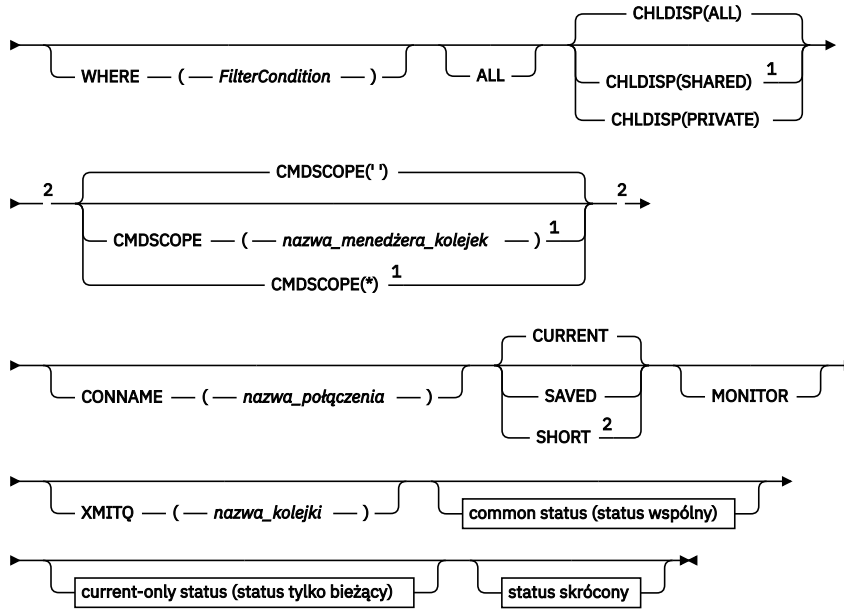 CHLDISP(ALL)
WHERE ( FilterCondition ) ALL CHLDISP(SHARED) 1
CHLDISP(PRIVATE)
2 CMDSCOPE(' ') 2
CMDSCOPE ( nazwa_menedżera_kolejek ) 1
CMDSCOPE(*) 1
CURRENT
CONNAME ( nazwa_połączenia ) SAVED MONITOR
SHORT 2
XMITQ ( nazwa_kolejki ) common status (status wspólny)
current-only status (status tylko bieżący) status skrócony